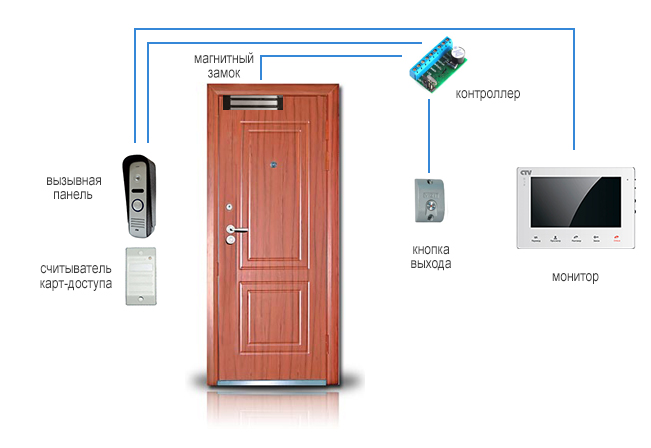 магнитный
замок
контроллер
вызывная
панель
считыватель
карт-доступа
кнопка
выхода
CTV
монитор